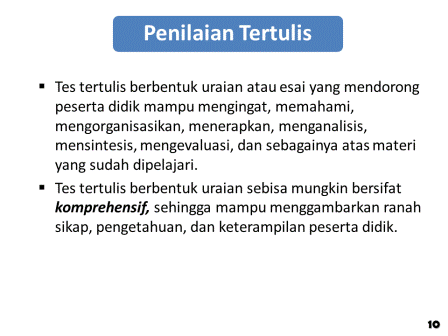 Penilaian Tertulis
▪ Tes tertulis berbentuk uraian atau esai yang mendorong
peserta didik mampu mengingat, memahami,
mengorganisasikan, menerapkan, menganalisis,
mensintesis, mengevaluasi, dan sebagainya atas materi
yang sudah dipelajari.
▪ Tes tertulis berbentuk uraian sebisa mungkin bersifat
komprehensif, sehingga mampu menggambarkan ranah
sikap, pengetahuan, dan keterampilan peserta didik.
10